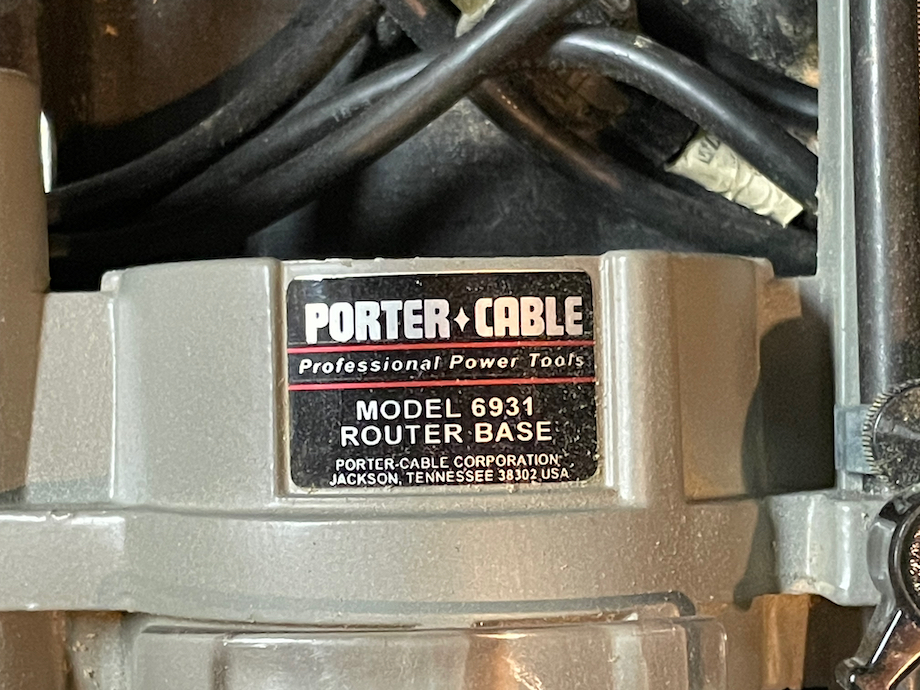 PORTER✦CABLE
Professional Power Tools
MODEL 6931
ROUTER BASE
PORTER-CABLE CORPORATION
JACKSON, TENNESSEE 38302 USA